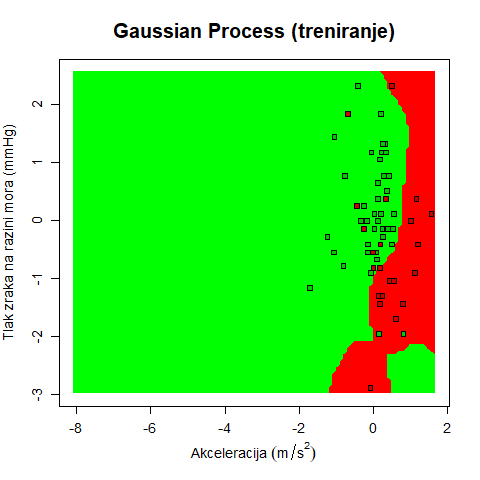 Gaussian Process (treniranje)
Tlak zraka na razini mora (mmHg)
2
1
0
-1
-2
-3
-8 -6 -4 -2 0 2
Akceleracija (m/s²)